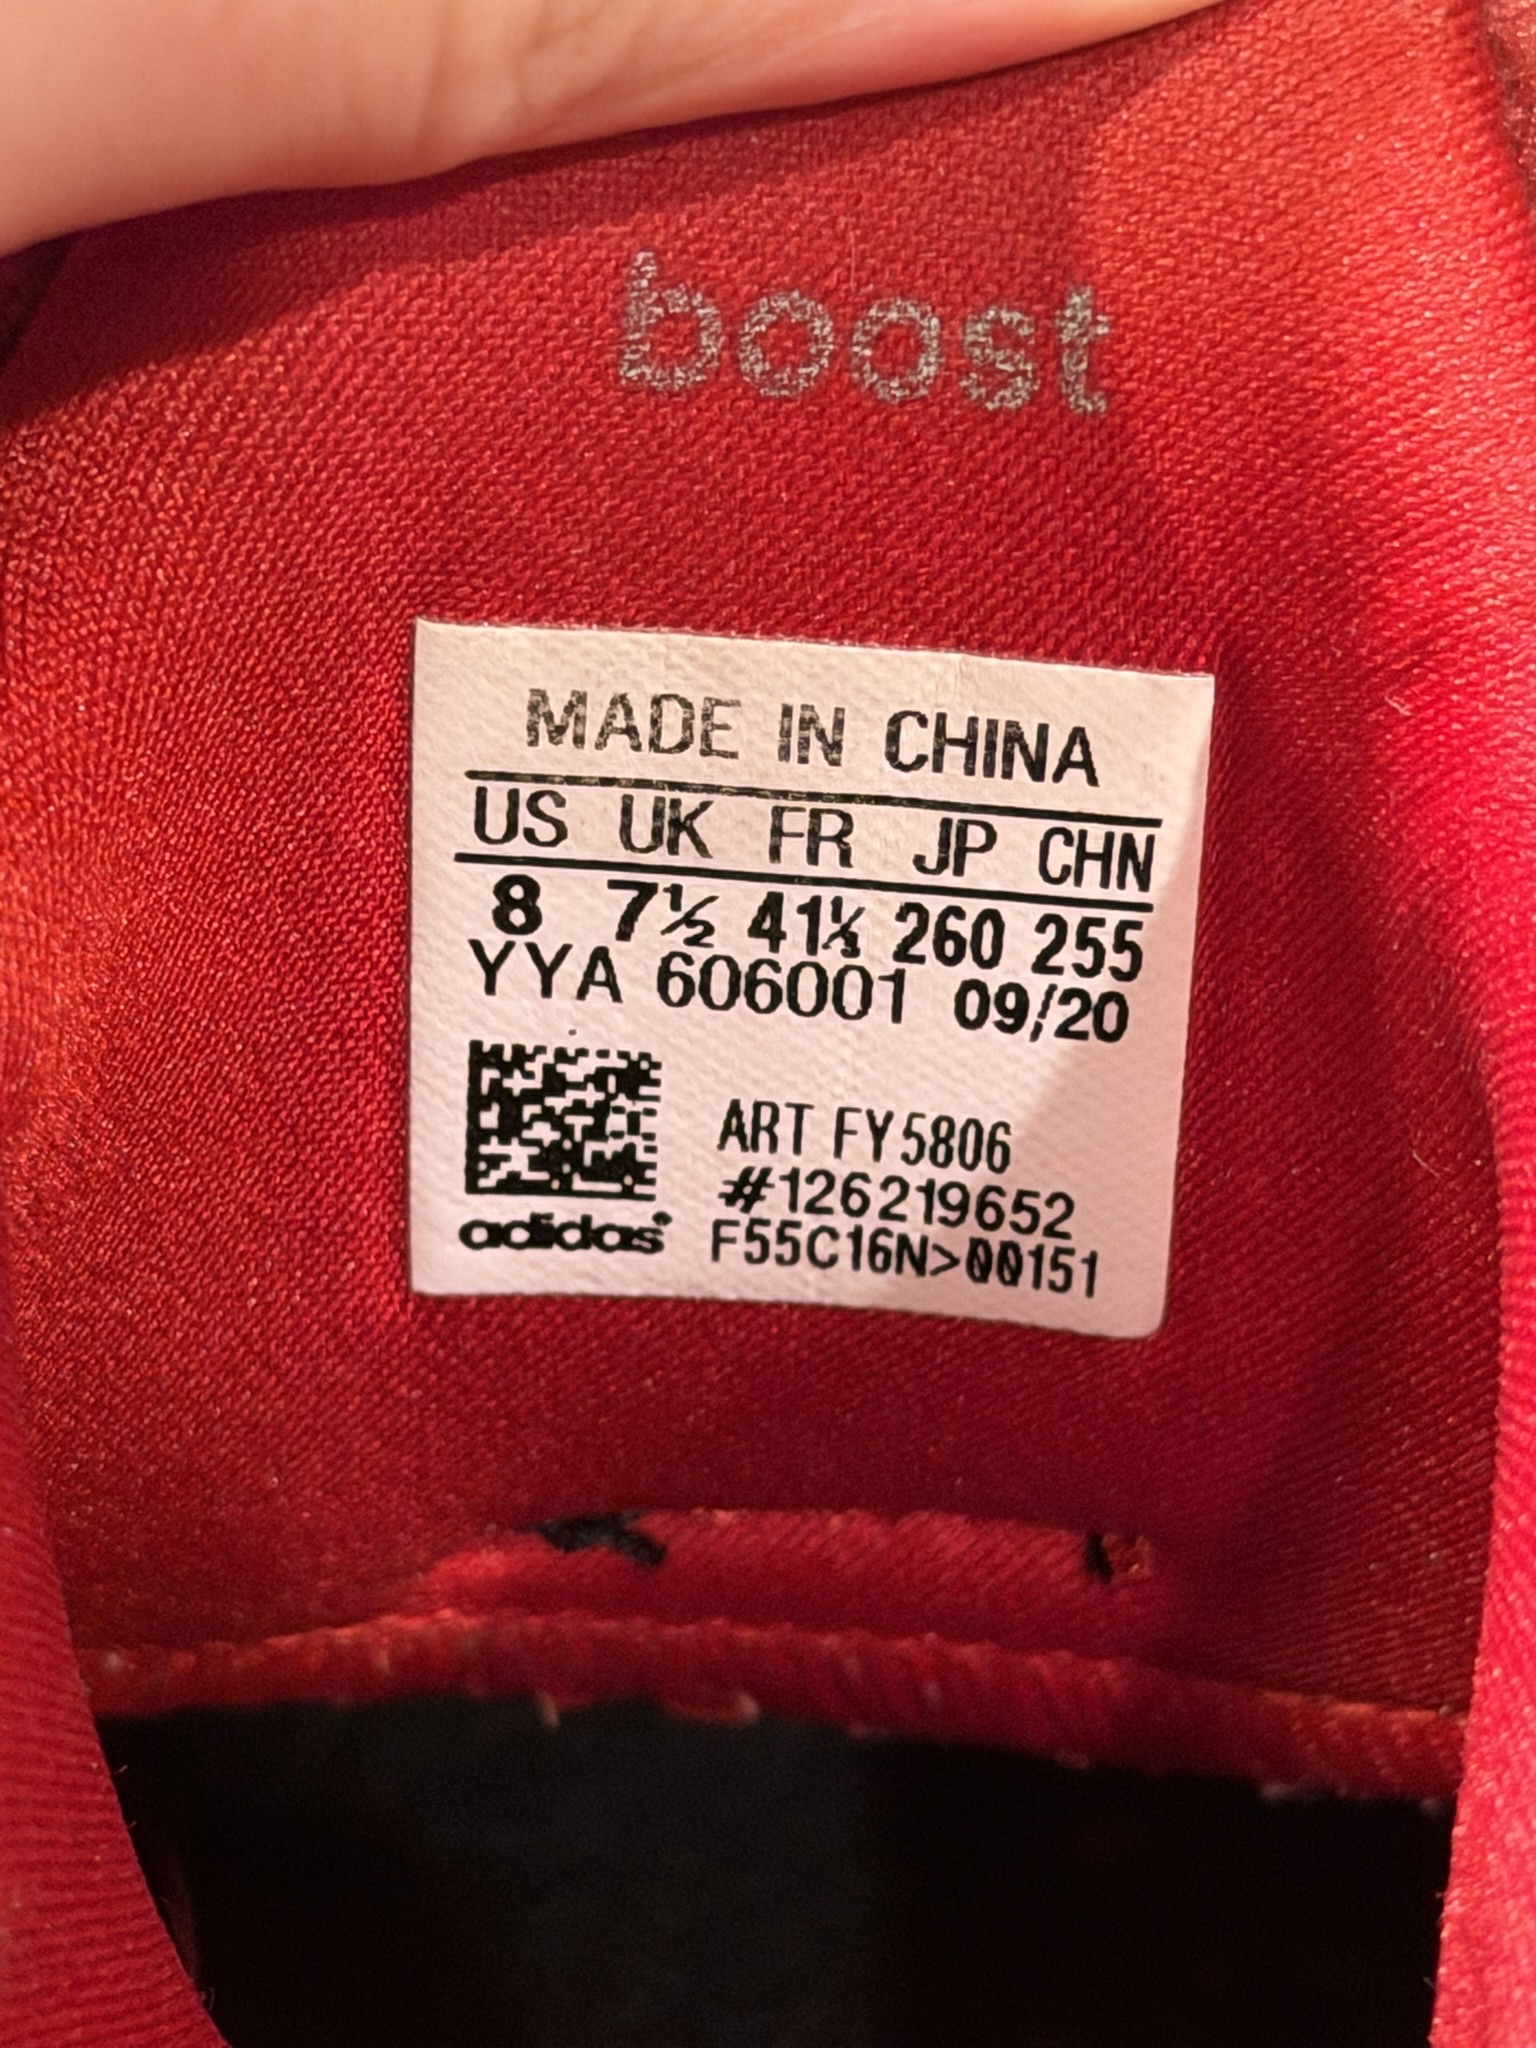 boost
MADE IN CHINA
US UK FR JP CHN
8 7½ 41⅓ 260 255
YYA 606001 09/20
ART FY5806
#126219652
adidas F55C16N>00151